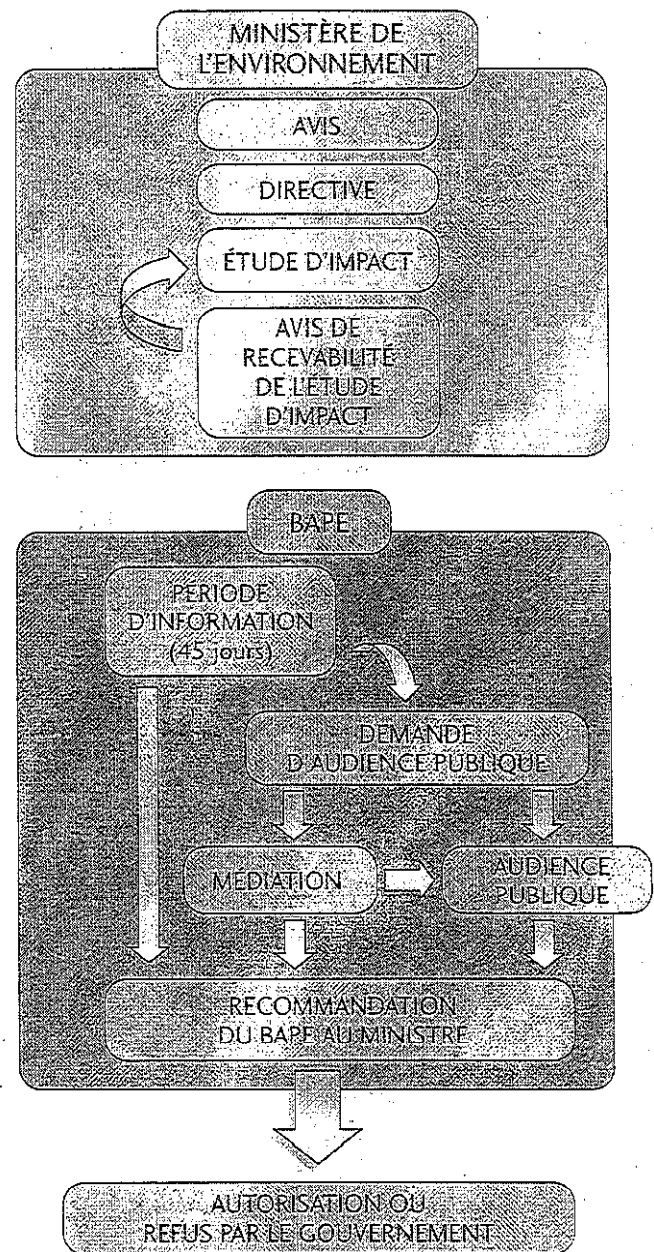 MINISTÈRE DE
L'ENVIRONNEMENT
AVIS
DIRECTIVE
ÉTUDE D'IMPACT
AVIS DE
RECEVABILITÉ
DE L'ÉTUDE
D'IMPACT
BAPE
PÉRIODE
D'INFORMATION
(45 jours)
DEMANDE
D'AUDIENCE PUBLIQUE
MÉDIATION
AUDIENCE
PUBLIQUE
RECOMMANDATION
DU BAPE AU MINISTRE
AUTORISATION OU
REFUS PAR LE GOUVERNEMENT